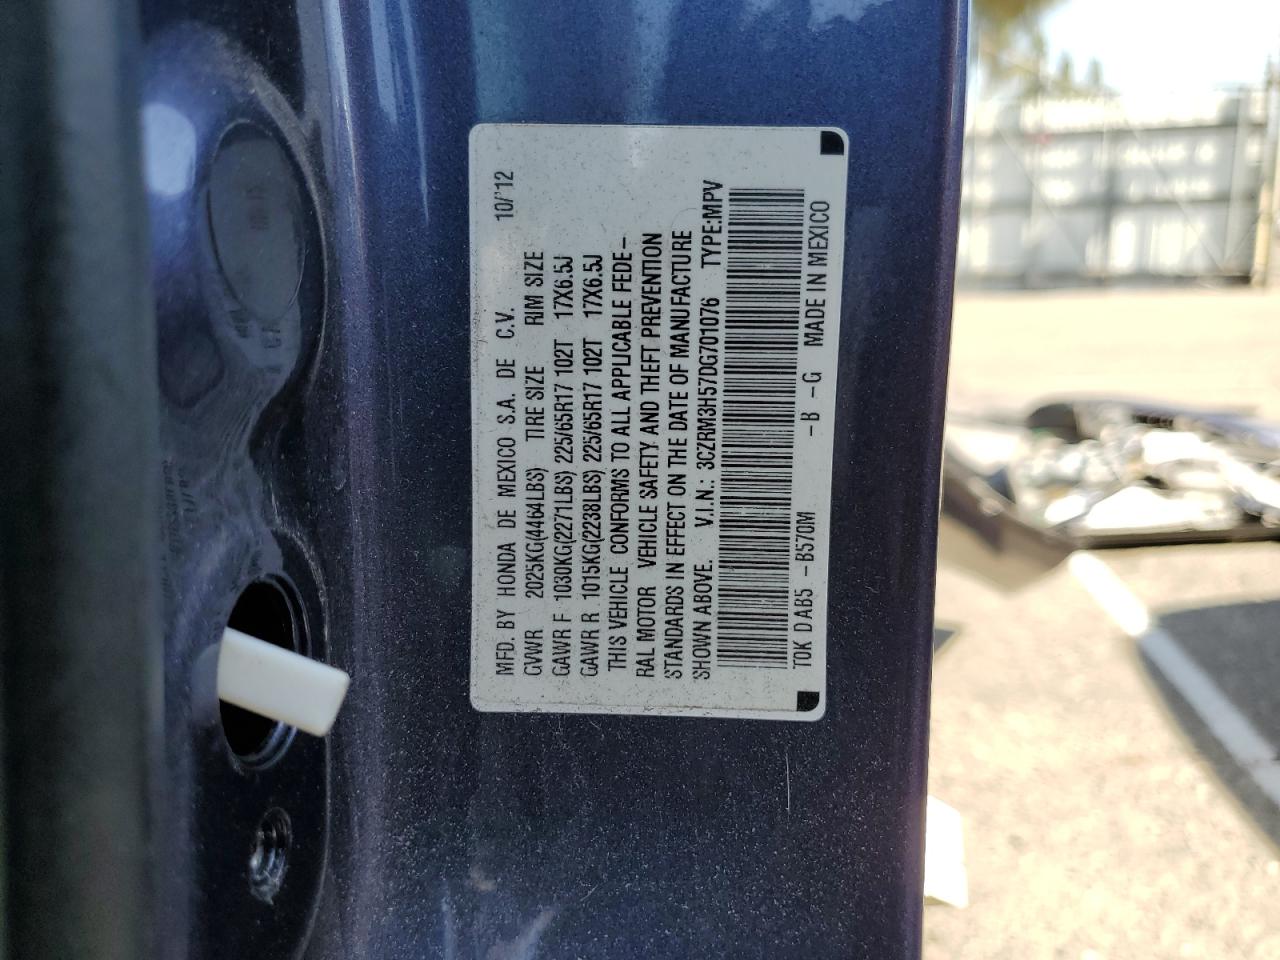 MFD. BY HONDA DE MEXICO S.A. DE C.V. 10/'12
GVWR 2025KG(4464LBS) TIRE SIZE RIM SIZE
GAWR F 1030KG(2271LBS) 225/65R17 102T 17X6.5J
GAWR R 1015KG(2238LBS) 225/65R17 102T 17X6.5J
THIS VEHICLE CONFORMS TO ALL APPLICABLE FEDE-
RAL MOTOR VEHICLE SAFETY AND THEFT PREVENTION
STANDARDS IN EFFECT ON THE DATE OF MANUFACTURE
SHOWN ABOVE. V.I.N.: 3CZRM3H57DG701076 TYPE:MPV
T0K DAB5 -B570M -B -G MADE IN MEXICO